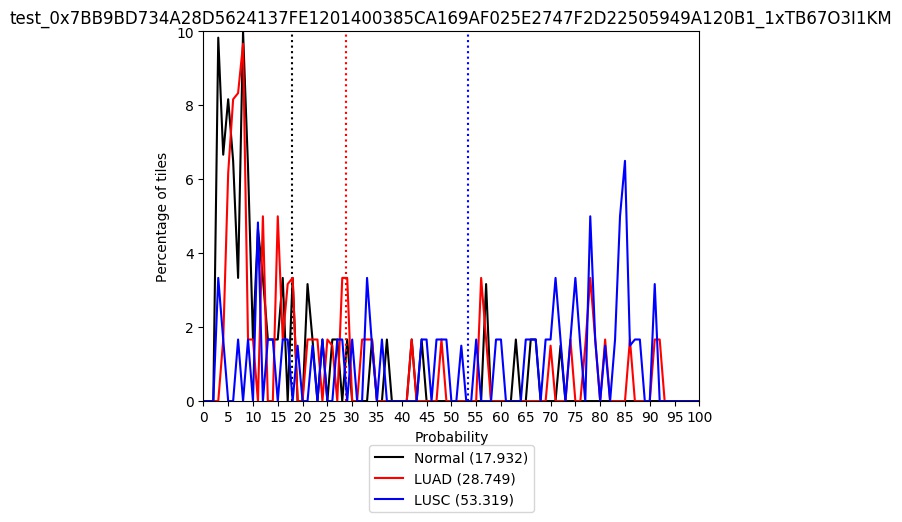 test_0x7BB9BD734A28D5624137FE1201400385CA169AF025E2747F2D22505949A120B1_1xTB67O3I1KM
10
8
6
4
2
0
Percentage of tiles
0 5 10 15 20 25 30 35 40 45 50 55 60 65 70 75 80 85 90 95 100
Probability
Normal (17.932)
LUAD (28.749)
LUSC (53.319)